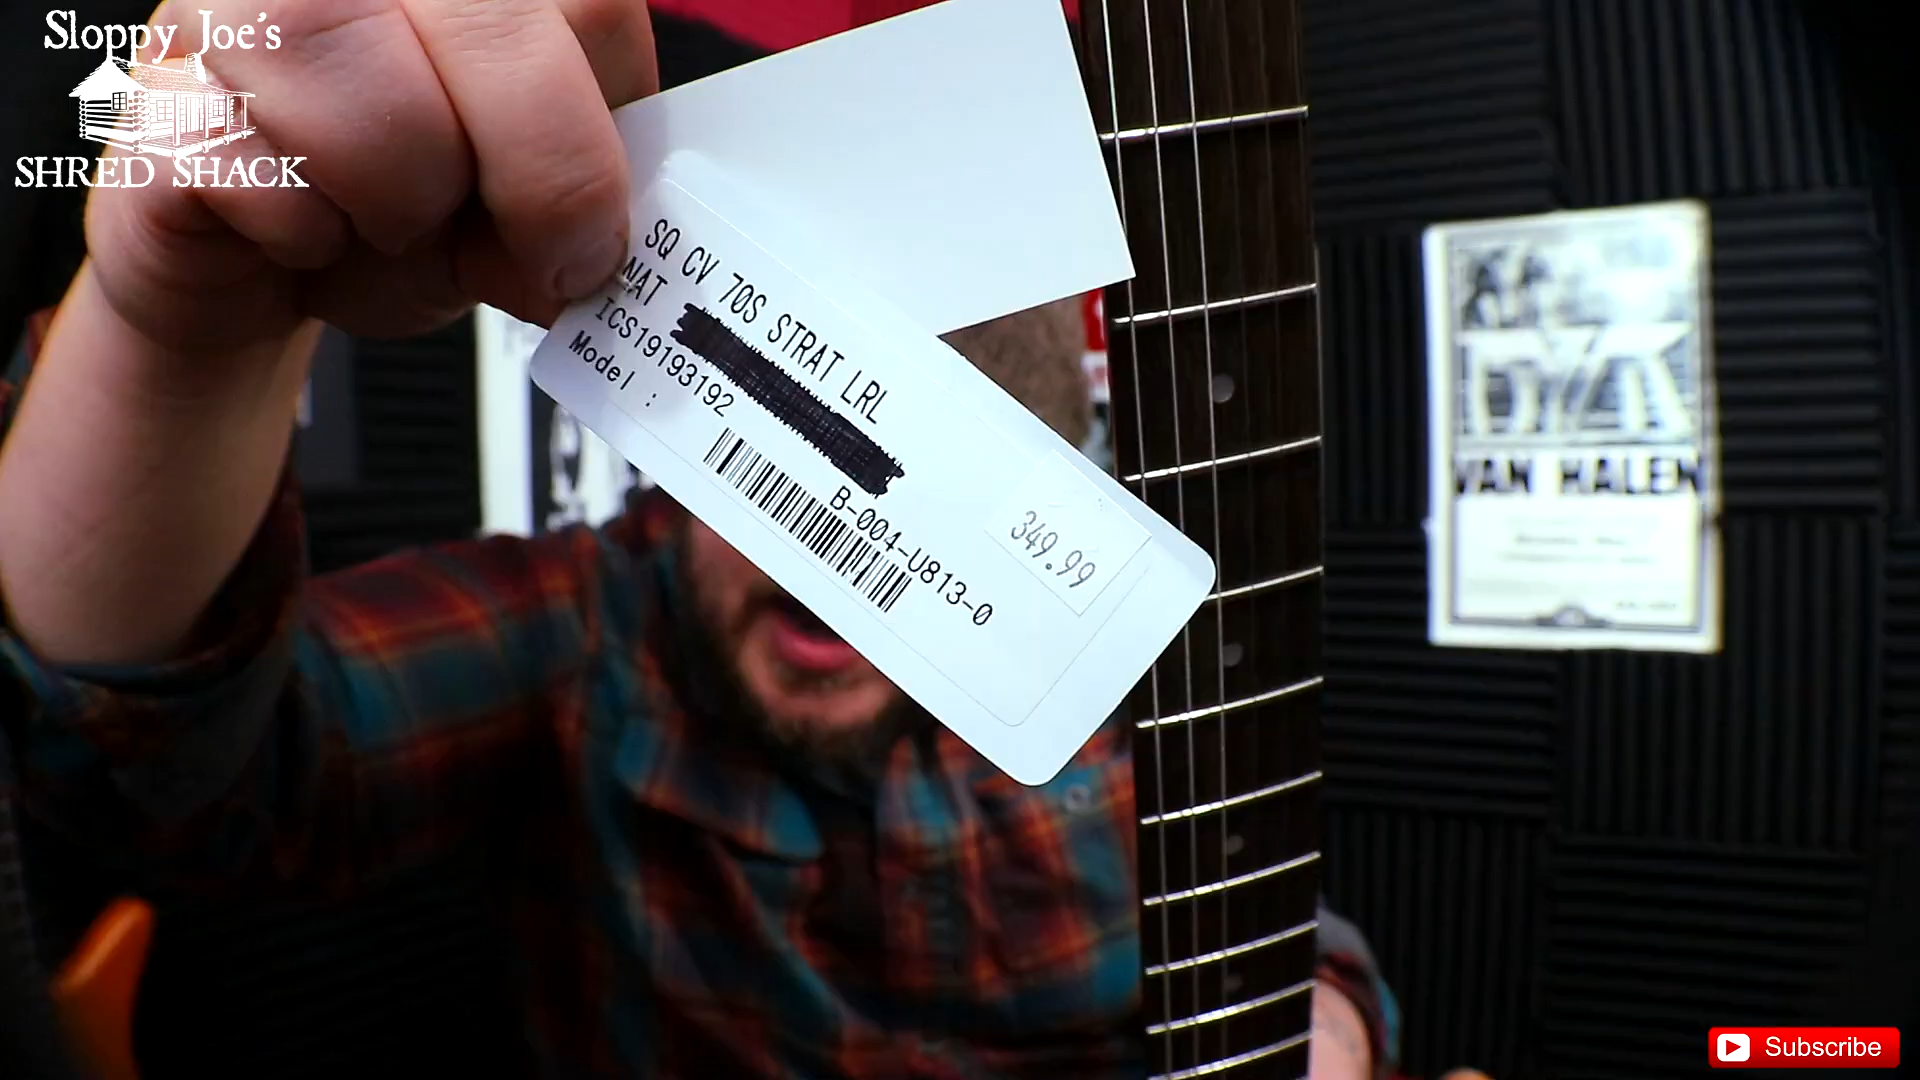 Sloppy Joe's
SHRED SHACK
SQ CV 70S STRAT LRL
NAT
ICS19193192
Model :
B-004-U813-0
349.99
VAN HALEN
Subscribe